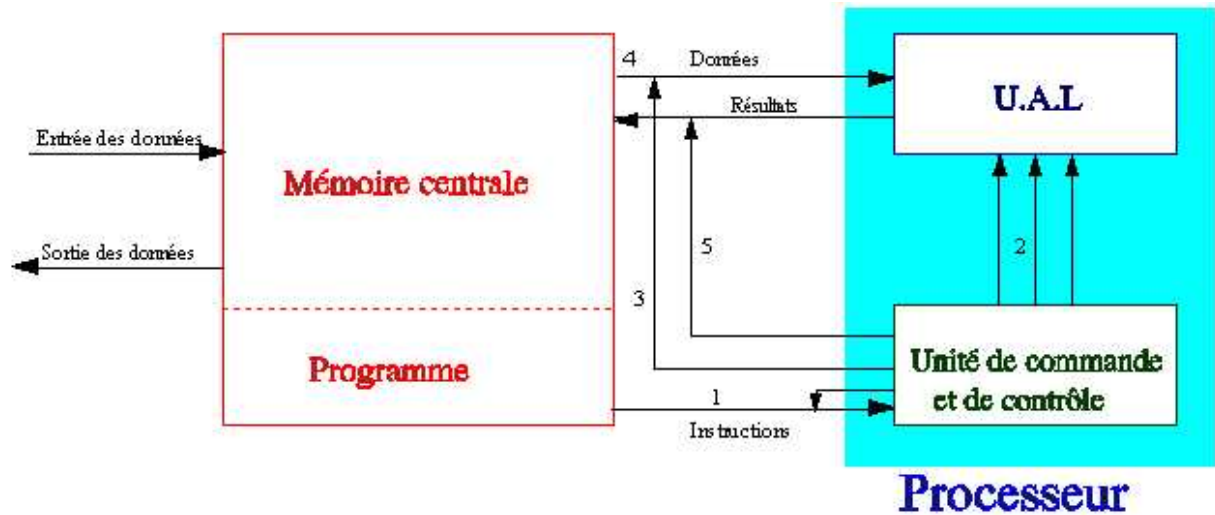 4
Données
U.A.L
Résultats
Entrée des données
Mémoire centrale
Sortie des données
5
2
3
Programme
Unité de commande
et de contrôle
1
Instructions
Processeur